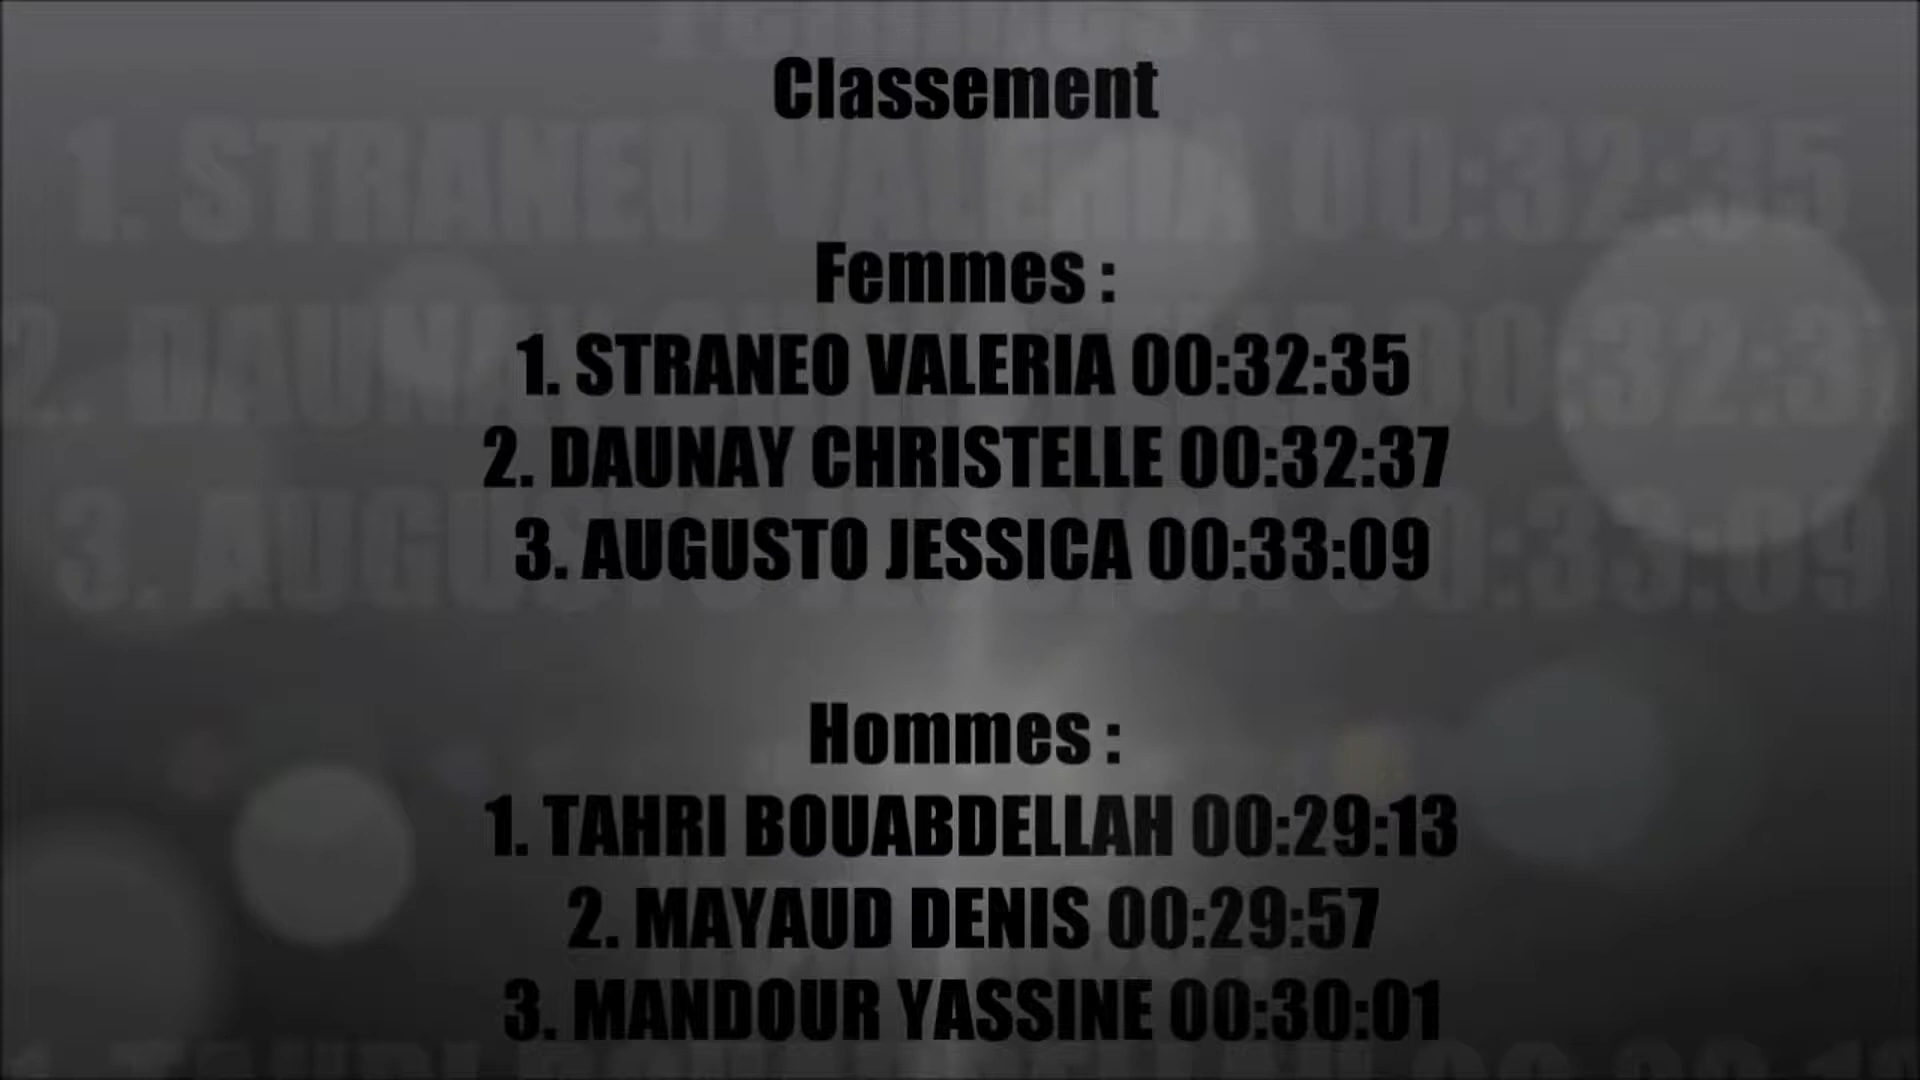 Classement
Femmes :
1. STRANEO VALERIA 00:32:35
2. DAUNAY CHRISTELLE 00:32:37
3. AUGUSTO JESSICA 00:33:09
Hommes :
1. TAHRI BOUABDELLAH 00:29:13
2. MAYAUD DENIS 00:29:57
3. MANDOUR YASSINE 00:30:01